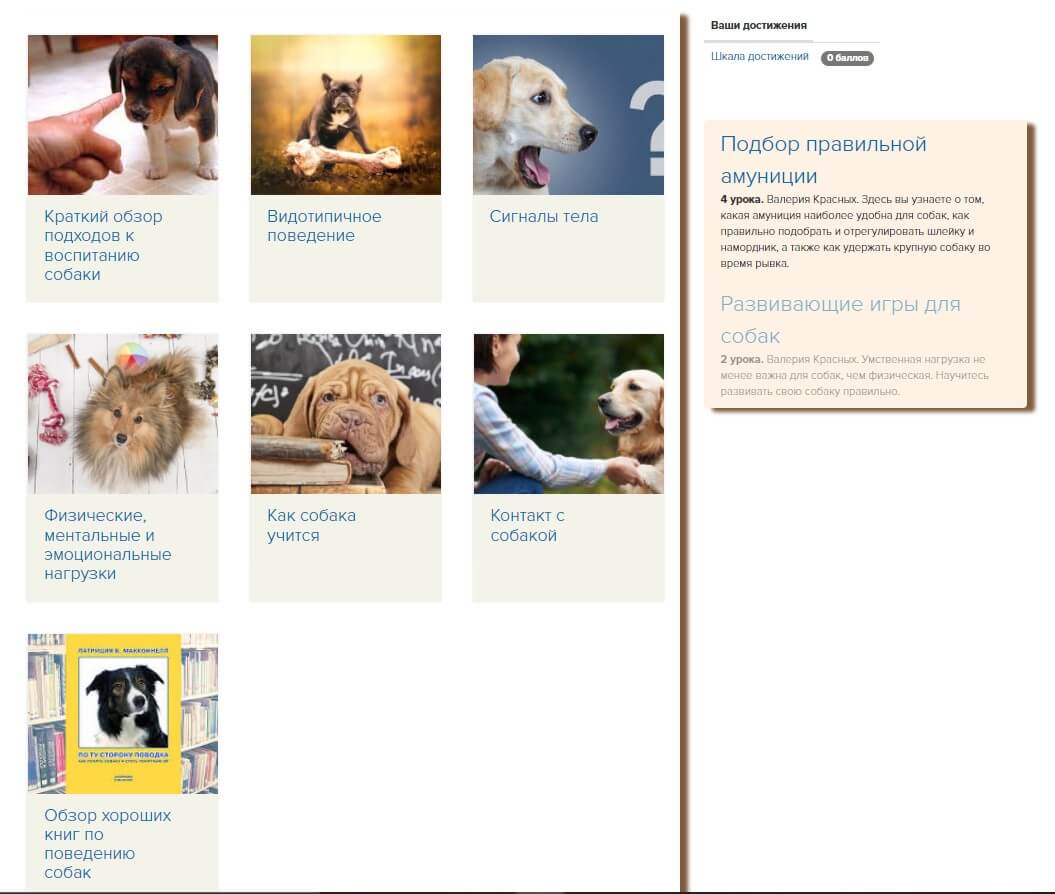 Краткий обзор
подходов к
воспитанию
собаки
Видотипичное
поведение
?
Сигналы тела
Физические,
ментальные и
эмоциональные
нагрузки
Как собака
учится
Контакт с
собакой
ПАТРИЦИЯ Б. МАККОННЕЛЛ
ПО ТУ СТОРОНУ ПОВОДКА
Обзор хороших
книг по
поведению
собак
Ваши достижения
Шкала достижений 0 баллов
Подбор правильной
амуниции
4 урока. Валерия Красных. Здесь вы узнаете о том,
какая амуниция наиболее удобна для собак, как
правильно подобрать и отрегулировать шлейку и
намордник, а также как удержать крупную собаку во
время рывка.
Развивающие игры для
собак
2 урока. Валерия Красных. Умственная нагрузка не
менее важна для собак, чем физическая. Научитесь
развивать свою собаку правильно.